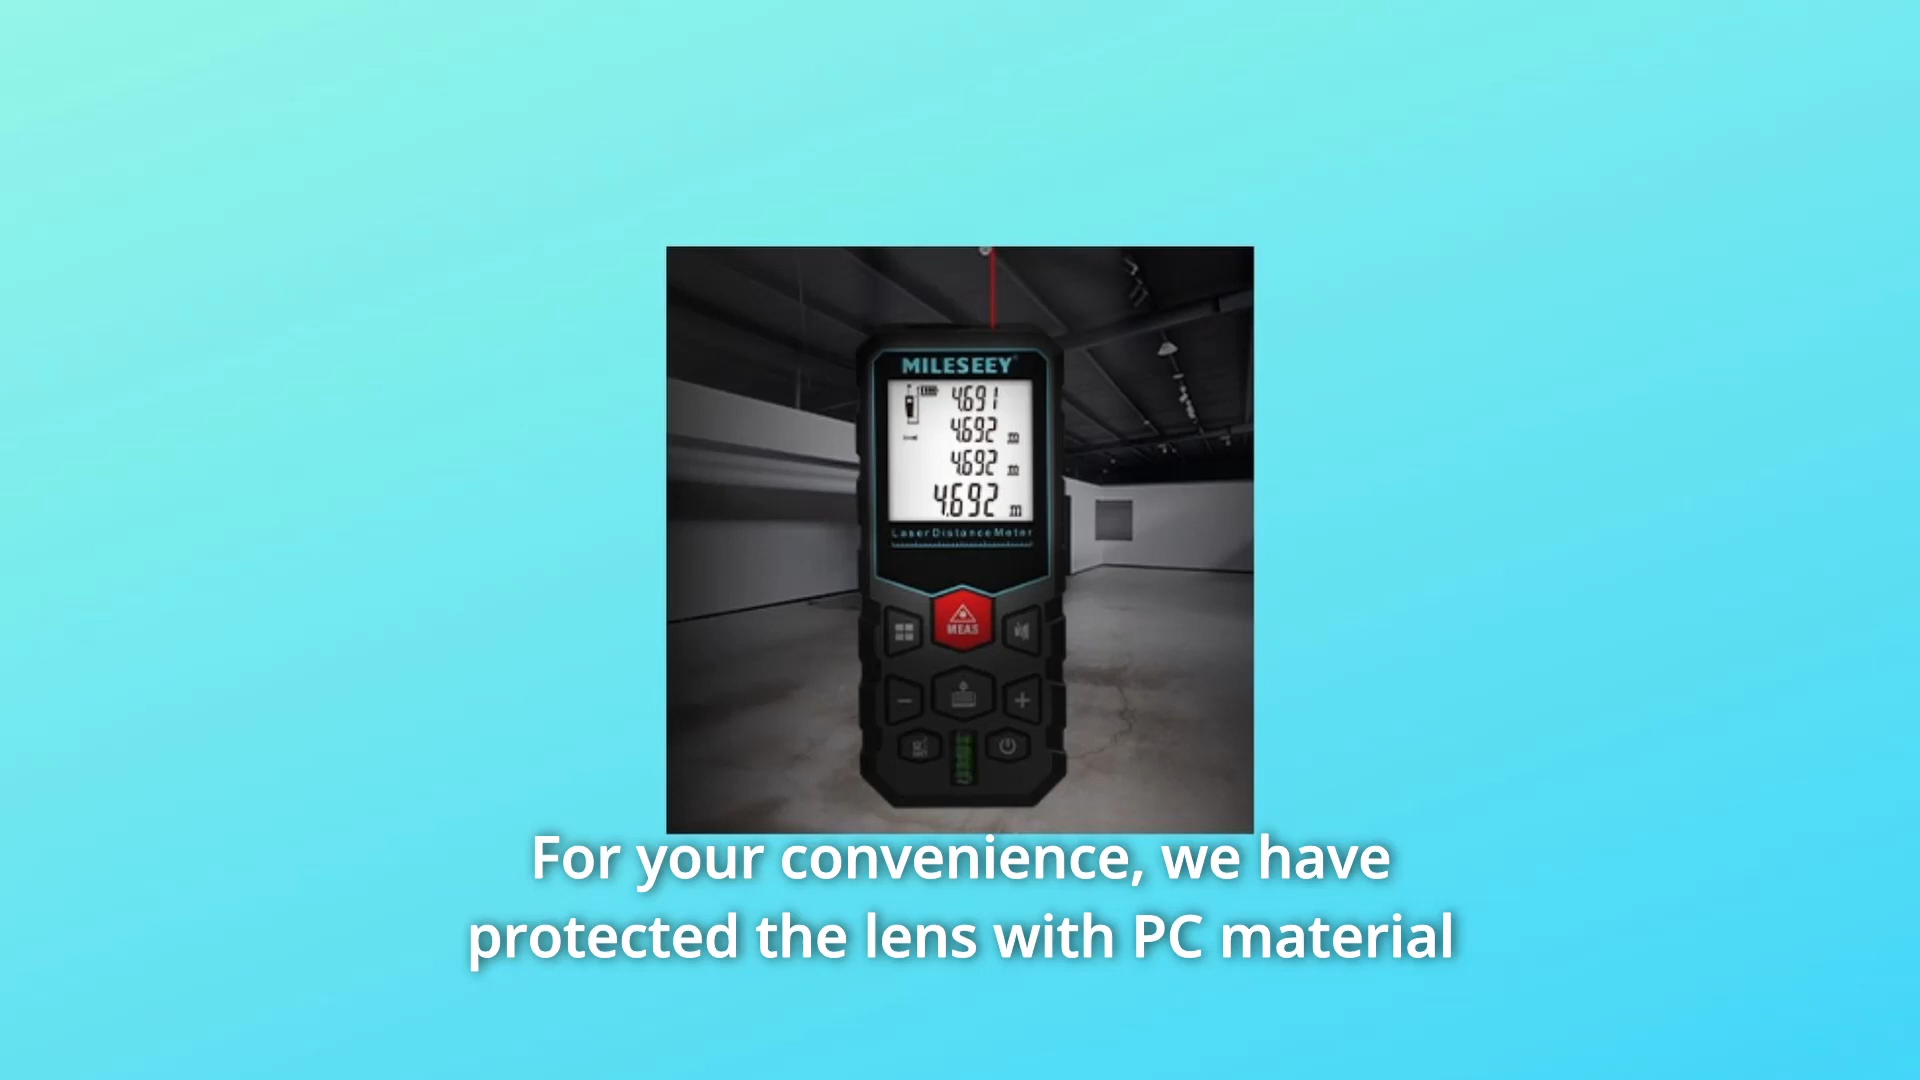 MILESEEY
4.691
4.692 m
4.692 m
4.692 m
Laser Distance Meter
MEAS
For your convenience, we have
protected the lens with PC material